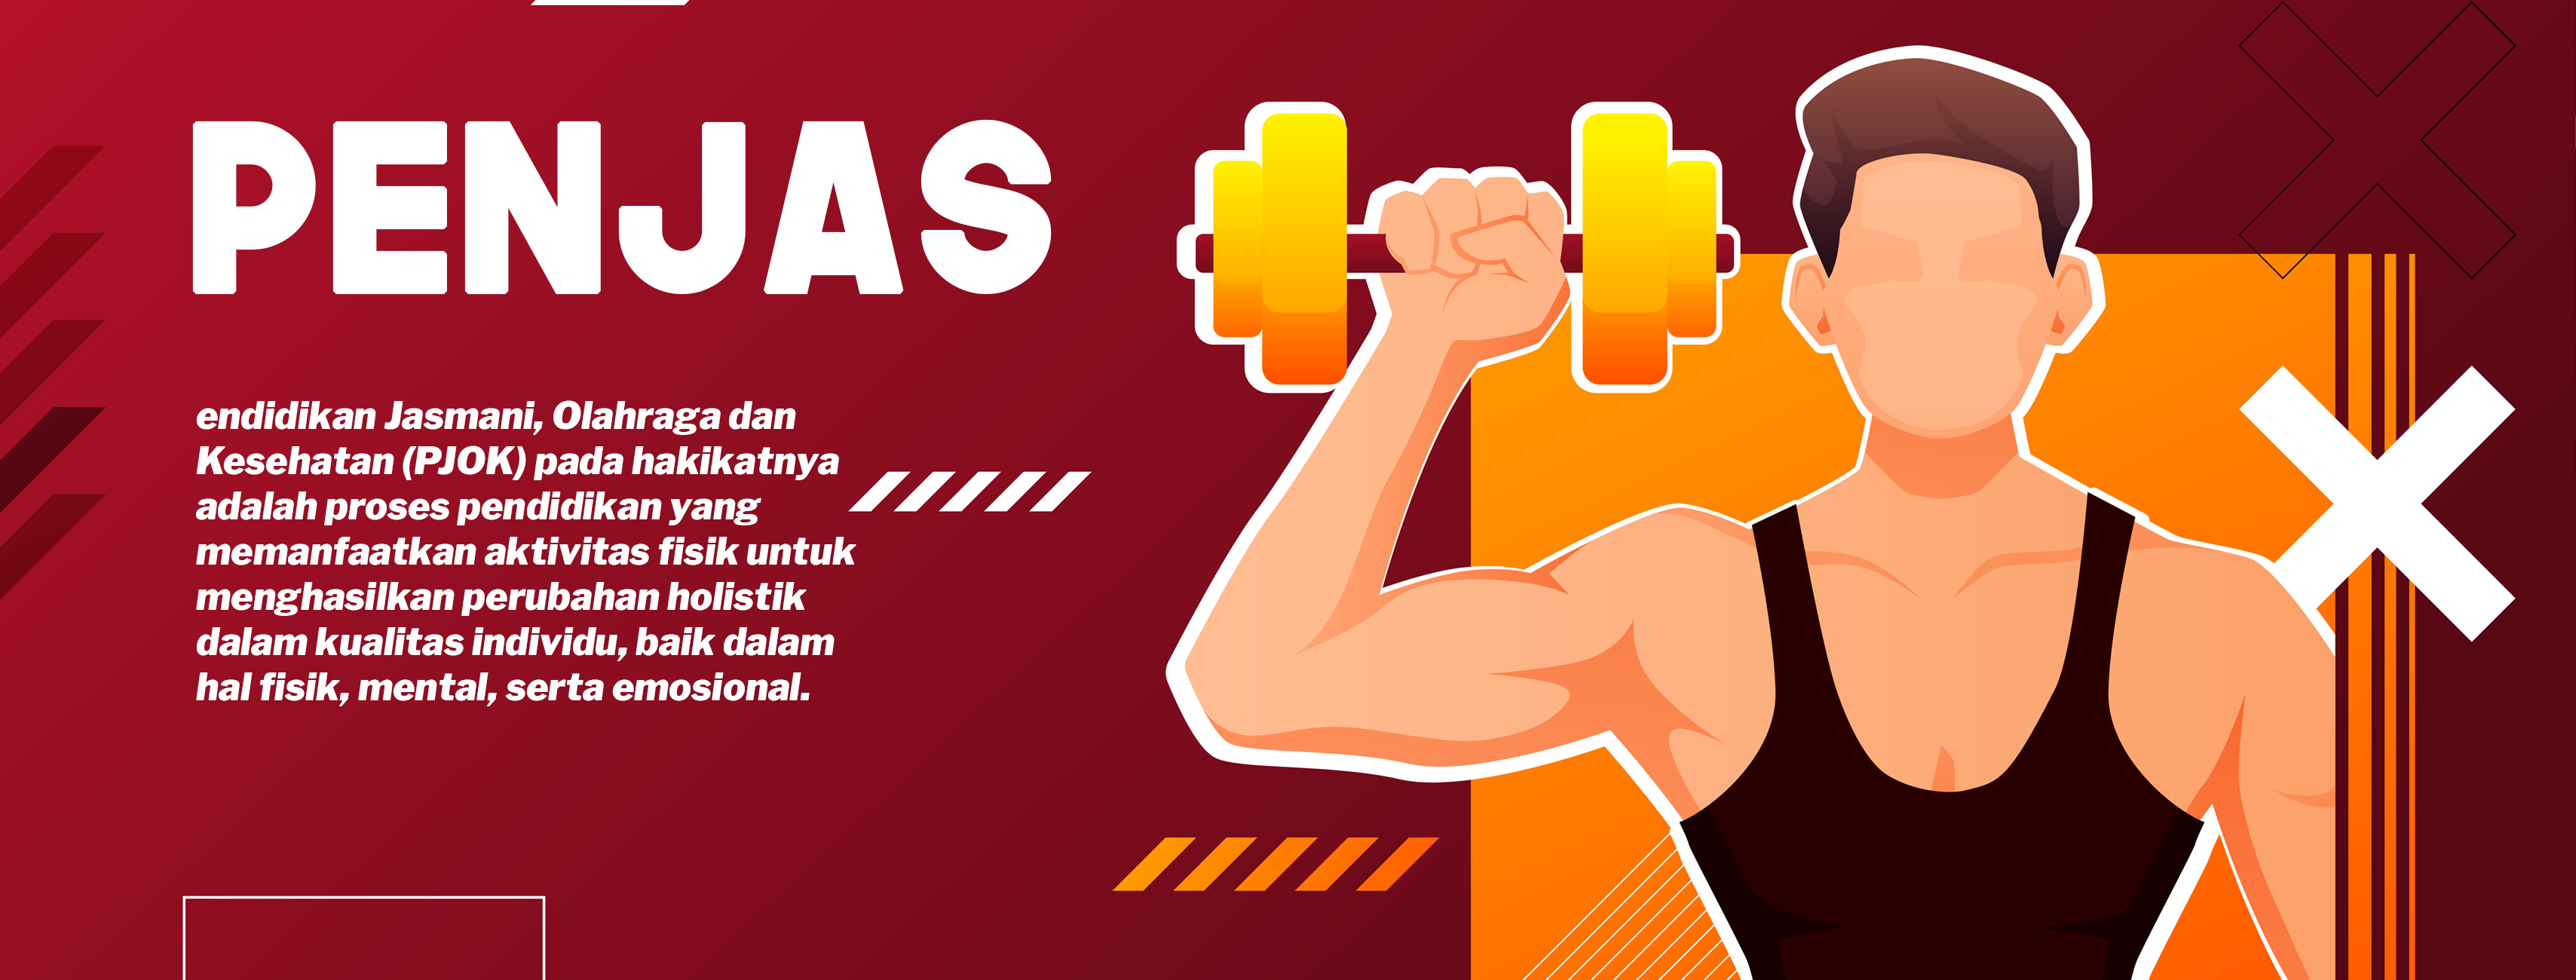 PENJAS
endidikan Jasmani, Olahraga dan
Kesehatan (PJOK) pada hakikatnya
adalah proses pendidikan yang
memanfaatkan aktivitas fisik untuk
menghasilkan perubahan holistik
dalam kualitas individu, baik dalam
hal fisik, mental, serta emosional.